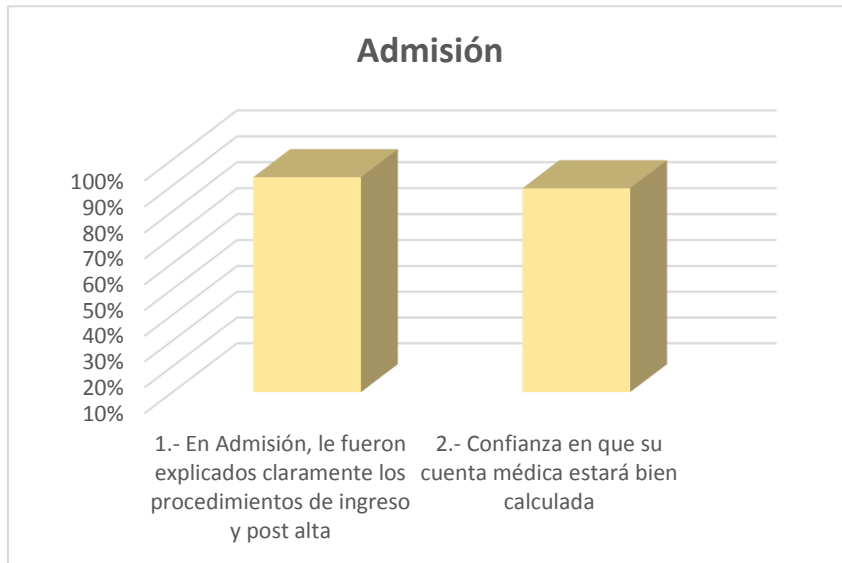 Admisión
100%
90%
80%
70%
60%
50%
40%
30%
20%
10%
1.- En Admisión, le fueron
explicados claramente los
procedimientos de ingreso
y post alta
2.- Confianza en que su
cuenta médica estará bien
calculada